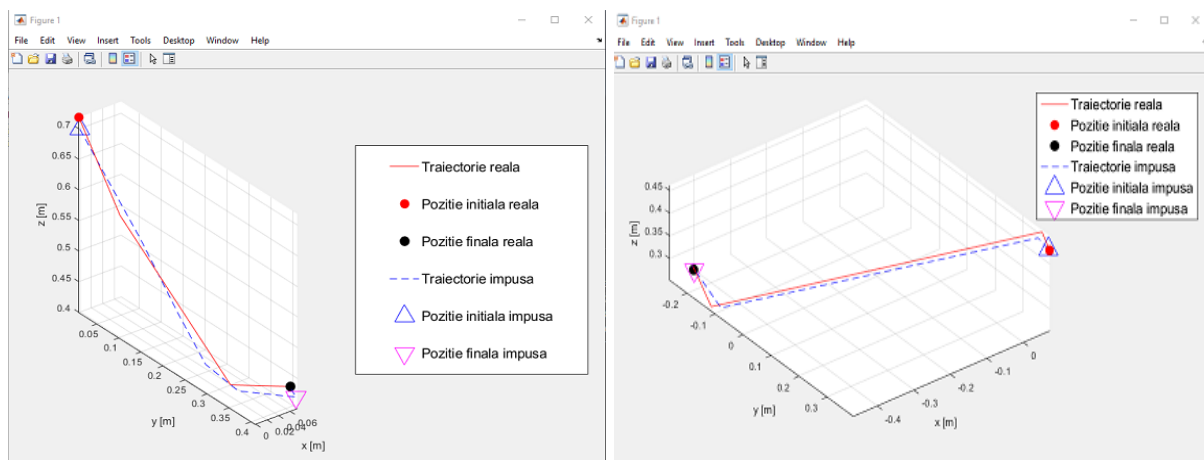 Figure 1
File Edit View Insert Tools Desktop Window Help
0.7
0.65
0.6
0.55
0.5
0.45
0.4
z [m]
0.05
0.1
0.15
0.2
0.25
0.3
0.35
0.4
y [m]
0
0.02
0.04
0.06
x [m]
Traiectorie reala
Pozitie initiala reala
Pozitie finala reala
Traiectorie impusa
Pozitie initiala impusa
Pozitie finala impusa
Figure 1
File Edit View Insert Tools Desktop Window Help
Traiectorie reala
Pozitie initiala reala
Pozitie finala reala
Traiectorie impusa
Pozitie initiala impusa
Pozitie finala impusa
0.45
0.4
0.35
0.3
z [m]
-0.2
-0.1
0
0.1
0.2
0.3
y [m]
-0.4
-0.3
-0.2
-0.1
0
x [m]